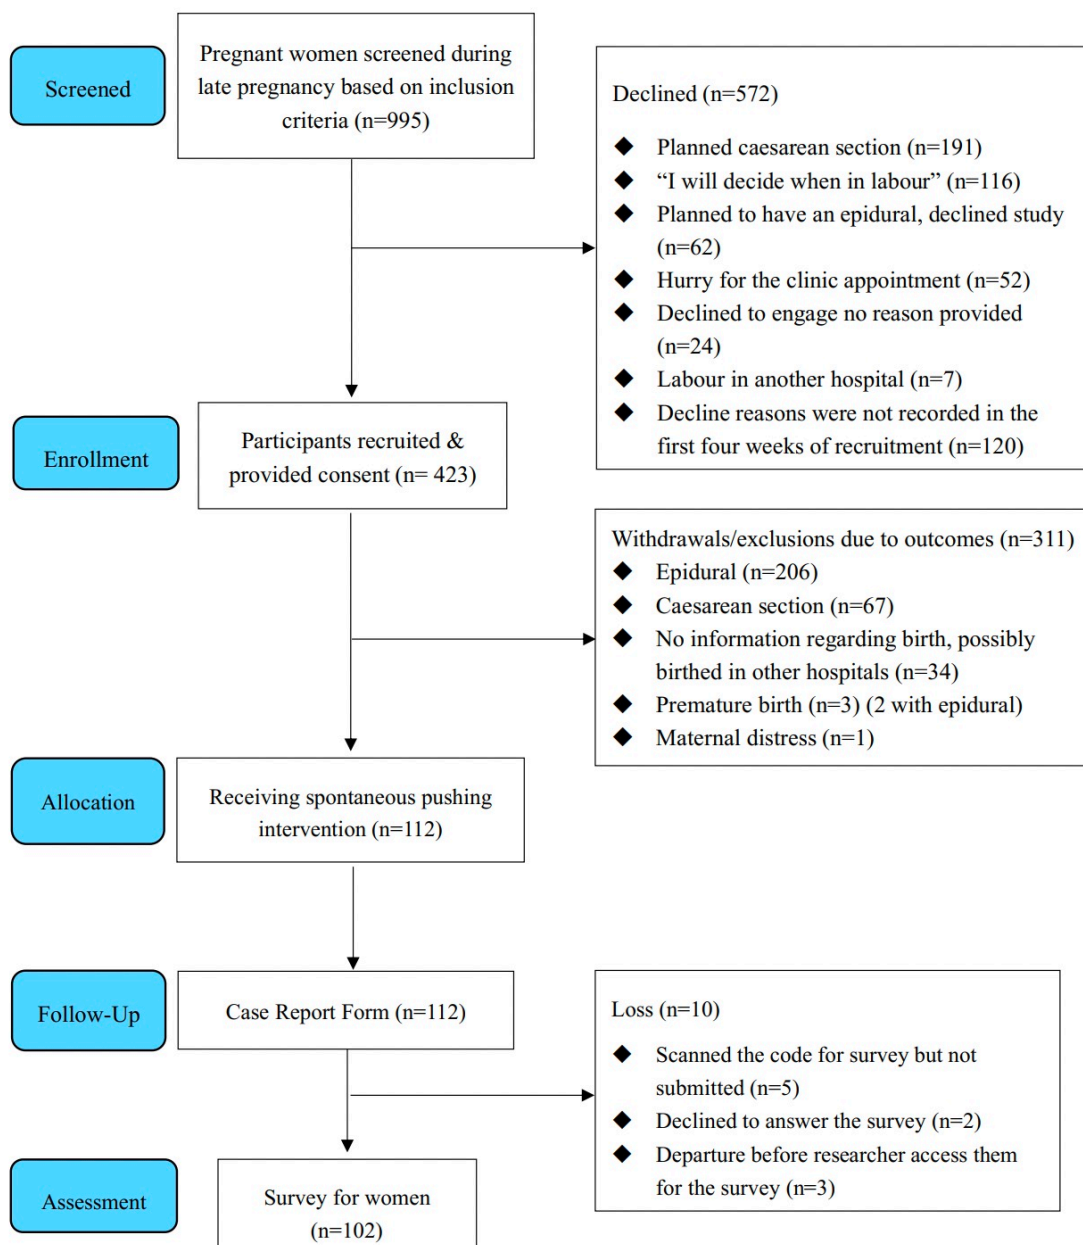 Screened
Pregnant women screened during
late pregnancy based on inclusion
criteria (n=995)
Declined (n=572)
◆ Planned caesarean section (n=191)
◆ “I will decide when in labour” (n=116)
◆ Planned to have an epidural, declined study
(n=62)
◆ Hurry for the clinic appointment (n=52)
◆ Declined to engage no reason provided
(n=24)
◆ Labour in another hospital (n=7)
◆ Decline reasons were not recorded in the
first four weeks of recruitment (n=120)
Enrollment
Participants recruited &
provided consent (n= 423)
Withdrawals/exclusions due to outcomes (n=311)
◆ Epidural (n=206)
◆ Caesarean section (n=67)
◆ No information regarding birth, possibly
birthed in other hospitals (n=34)
◆ Premature birth (n=3) (2 with epidural)
◆ Maternal distress (n=1)
Allocation
Receiving spontaneous pushing
intervention (n=112)
Follow-Up
Case Report Form (n=112)
Loss (n=10)
◆ Scanned the code for survey but not
submitted (n=5)
◆ Declined to answer the survey (n=2)
◆ Departure before researcher access them
for the survey (n=3)
Assessment
Survey for women
(n=102)